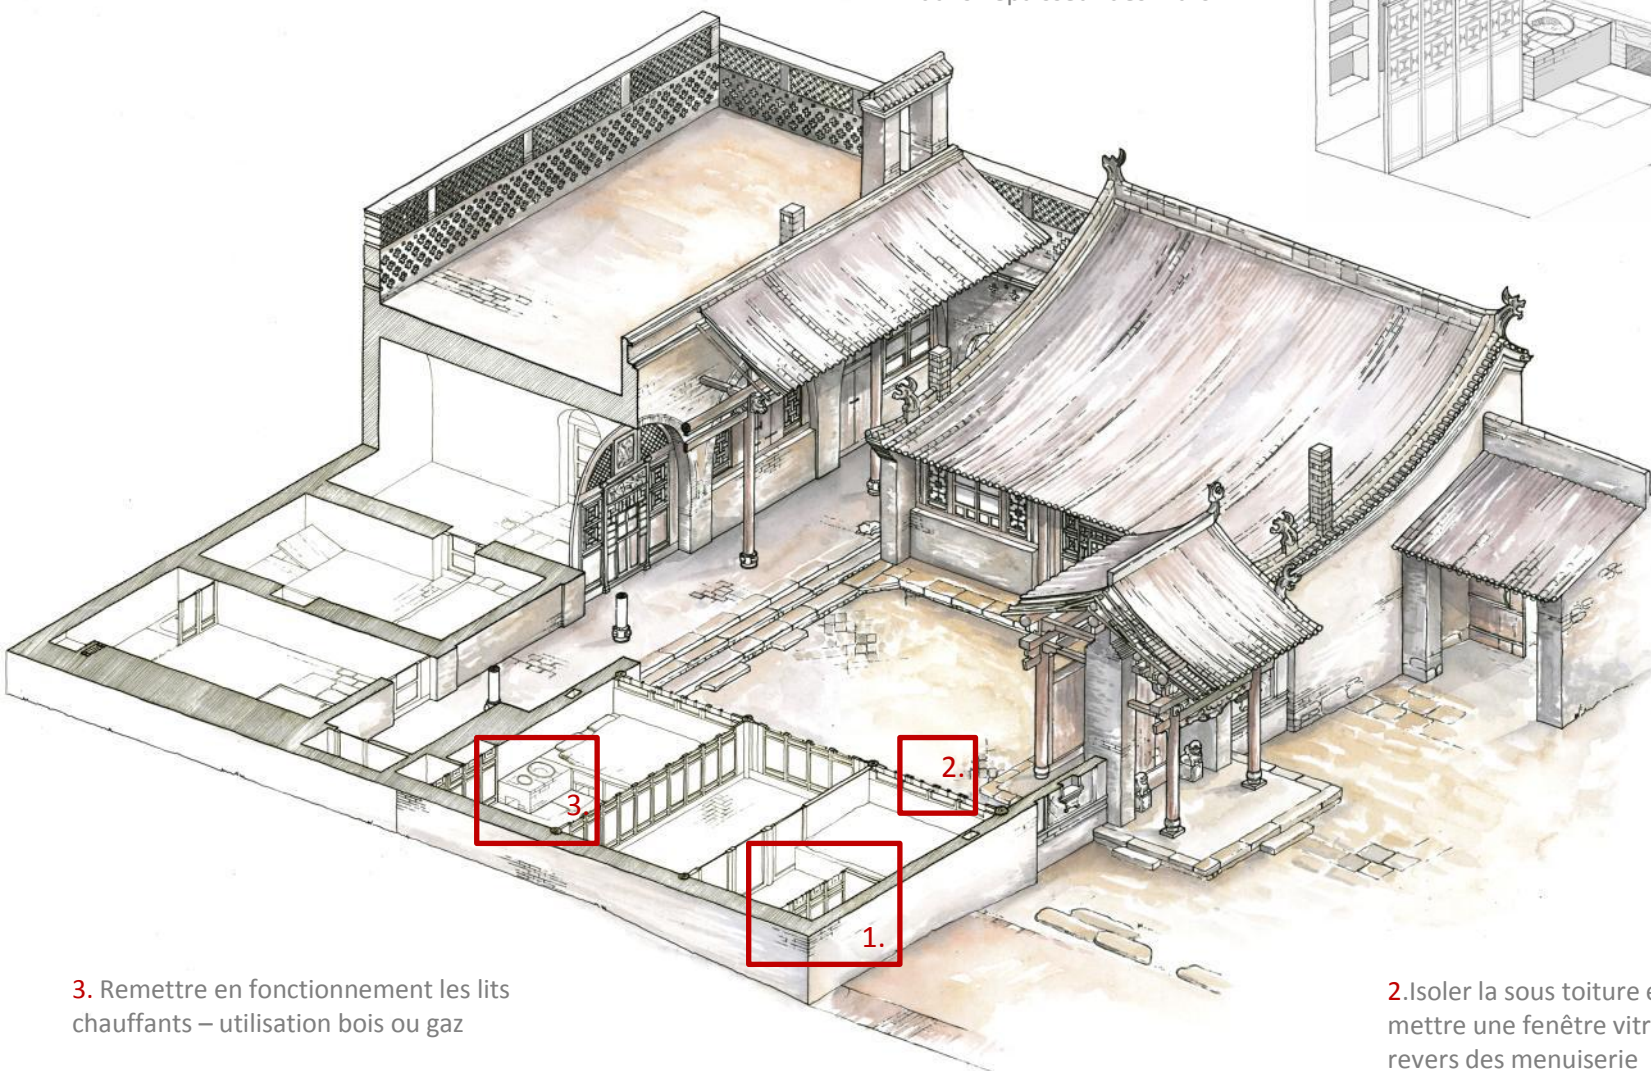 2.
3.
1.
3. Remettre en fonctionnement les lits
chauffants – utilisation bois ou gaz
2.Isoler la sous toiture e
mettre une fenêtre vitr
revers des menuiserie